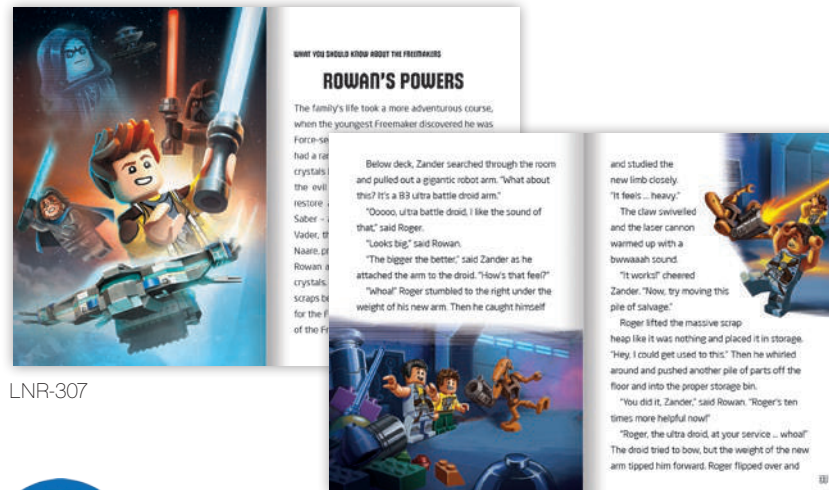 WHAT YOU SHOULD KNOW ABOUT THE FREEMAKERS
ROWAN'S POWERS
The family's life took a more adventurous course,
when the youngest Freemaker discovered he was
Force-se
had a rar
crystals
the evil
restore
Saber –
Vader, th
Naare, pr
Rowan a
crystals.
scraps be
for the F
of the Fr
LNR-307
Below deck, Zander searched through the room
and pulled out a gigantic robot arm. "What about
this? It's a B3 ultra battle droid arm."
"Ooooo, ultra battle droid, I like the sound of
that," said Roger.
"Looks big," said Rowan.
"The bigger the better," said Zander as he
attached the arm to the droid. "How's that feel?"
"Whoa!" Roger stumbled to the right under the
weight of his new arm. Then he caught himself
and studied the
new limb closely.
"It feels ... heavy."
The claw swivelled
and the laser cannon
warmed up with a
bwwaaah sound.
"It works!" cheered
Zander. "Now, try moving this
pile of salvage."
Roger lifted the massive scrap
heap like it was nothing and placed it in storage.
"Hey, I could get used to this." Then he whirled
around and pushed another pile of parts off the
floor and into the proper storage bin.
"You did it, Zander," said Rowan. "Roger's ten
times more helpful now!"
"Roger, the ultra droid, at your service ... whoa!"
The droid tried to bow, but the weight of the new
arm tipped him forward. Roger flipped over and